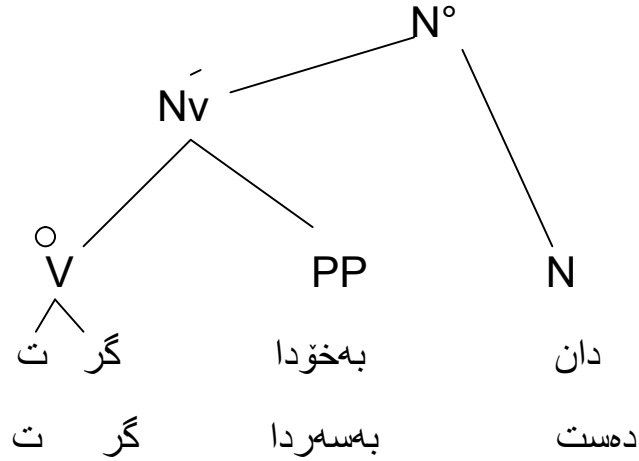 N°
Nv
V PP N
دان بەخۆدا گر ت
دەست بەسەردا گر ت